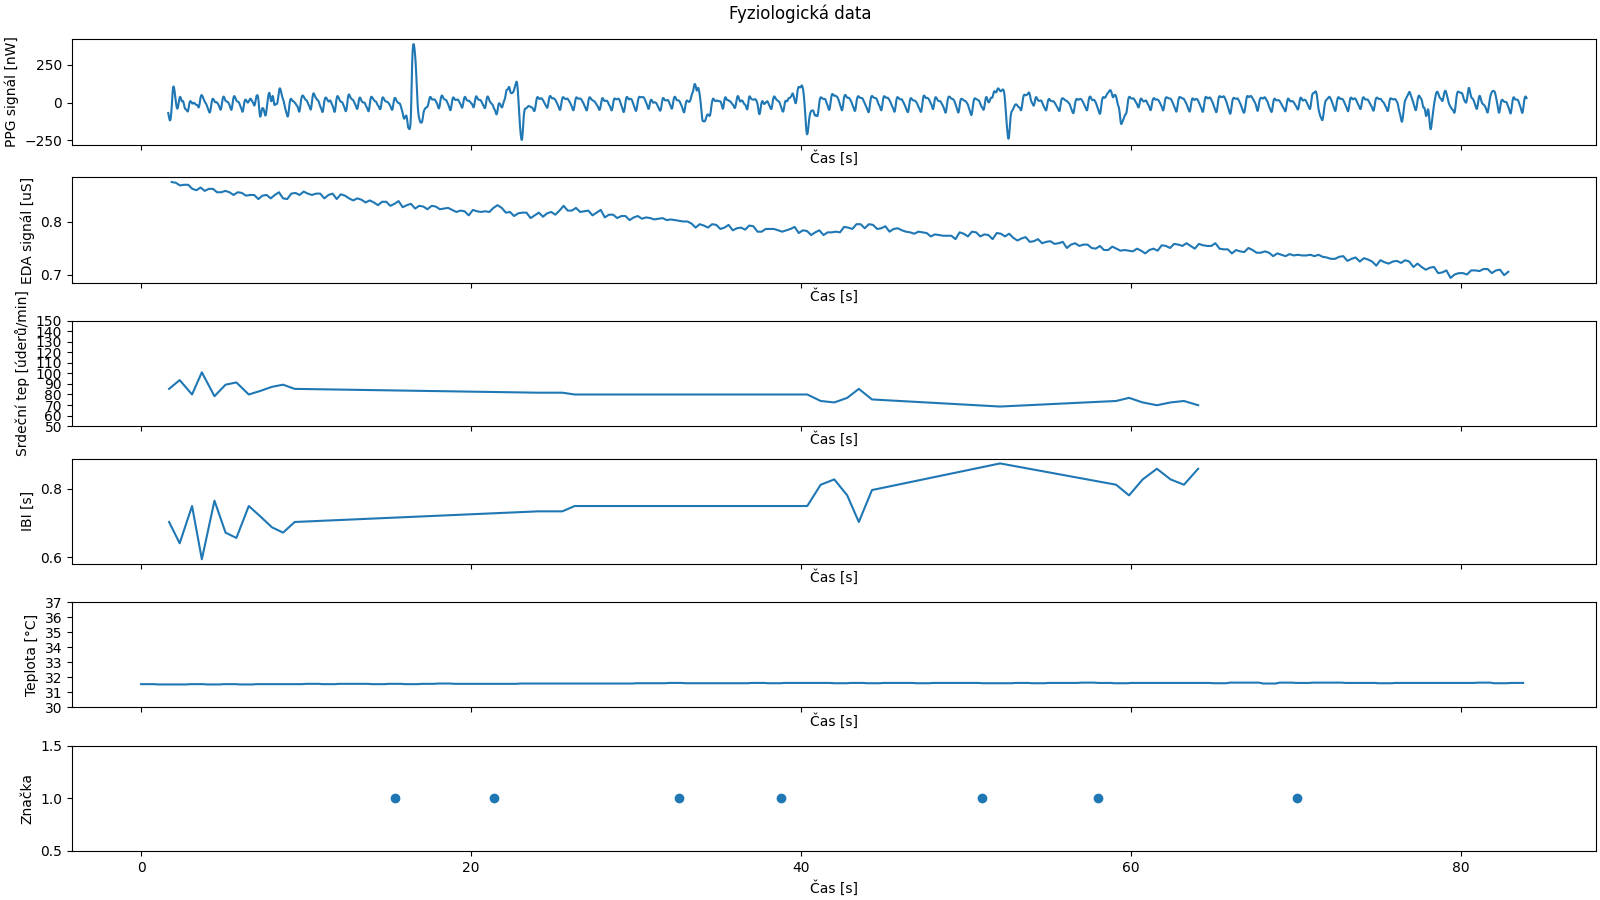 Fyziologická data
PPG signál [nW]
250
0
−250
Čas [s]
EDA signál [uS]
0.8
0.7
Čas [s]
Srdeční tep [úderů/min]
150
140
130
120
110
100
90
80
70
60
50
Čas [s]
IBI [s]
0.8
0.6
Čas [s]
Teplota [°C]
37
36
35
34
33
32
31
30
Čas [s]
Značka
1.5
1.0
0.5
0 20 40 60 80
Čas [s]